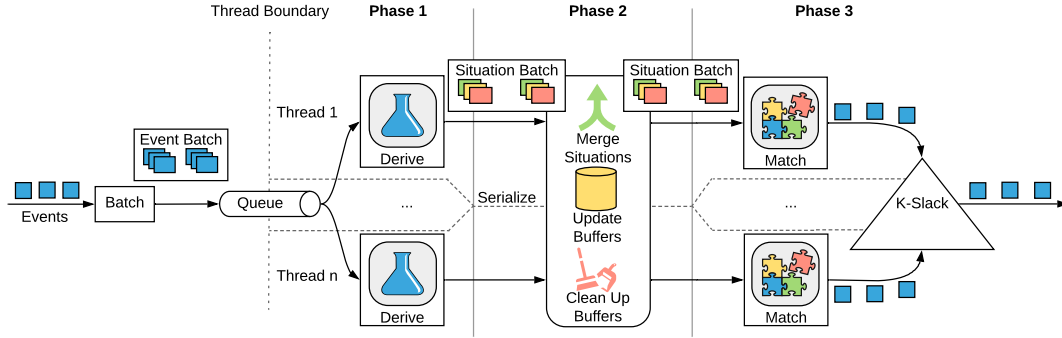 Thread Boundary
Phase 1
Phase 2
Phase 3
Situation Batch
Situation Batch
Thread 1
Event Batch
Derive
Merge
Situations
Match
Events
Batch
Queue
...
Serialize
Update
Buffers
...
K-Slack
Thread n
Derive
Clean Up
Buffers
Match